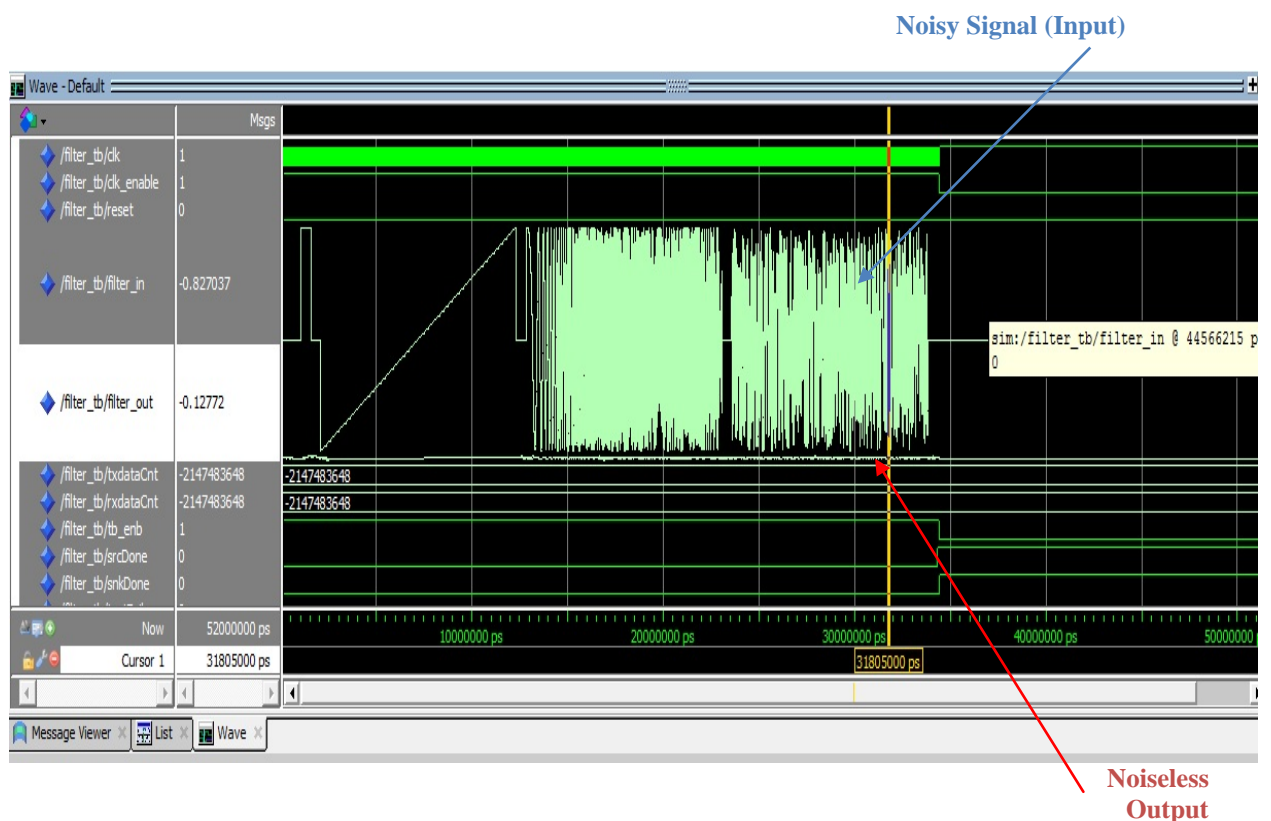 Noisy Signal (Input)
Wave - Default
Msgs
/filter_tb/clk 1
/filter_tb/clk_enable 1
/filter_tb/reset 0
/filter_tb/filter_in -0.827037
sim:/filter_tb/filter_in @ 44566215 p
0
/filter_tb/filter_out -0.12772
/filter_tb/txdataCnt -2147483648 -2147483648
/filter_tb/rxdataCnt -2147483648 -2147483648
/filter_tb/tb_enb 1
/filter_tb/srcDone 0
/filter_tb/snkDone 0
Now 52000000 ps 10000000 ps 20000000 ps 30000000 ps 40000000 ps 50000000
Cursor 1 31805000 ps 31805000 ps
Message Viewer List Wave
Noiseless
Output